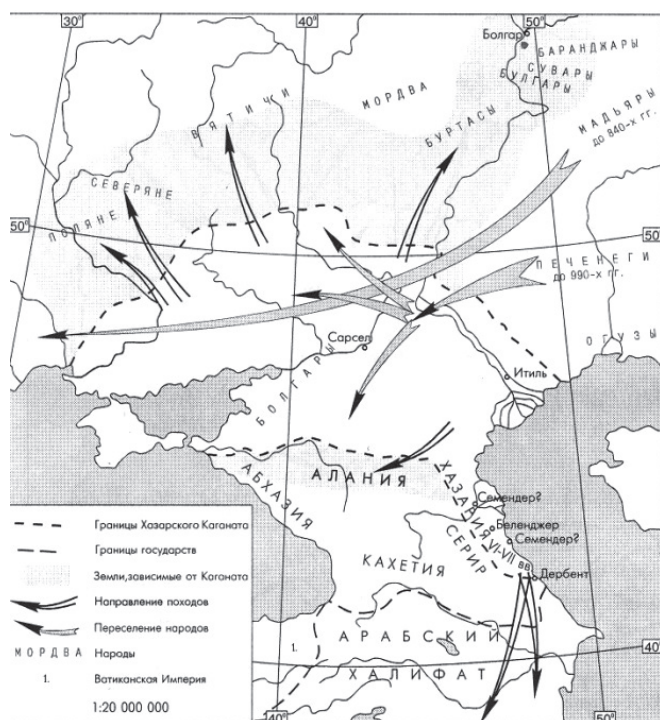 30°
40°
50°
Болгар
БАРАНДЖАРЫ
СУВАРЫ
БУЛГАРЫ
МОРДВА
ВЯТИЧИ
БУРТАСЫ
МАДЬЯРЫ
до 840-х гг.
СЕВЕРЯНЕ
ПОЛЯНЕ
50°
50°
ПЕЧЕНЕГИ
до 990-х гг.
ОГУЗЫ
Саркел
Итиль
БОЛГАРЫ
АЛАНИЯ
АБХАЗИЯ
ХАЗАРИЯ
VI-VII вв
Семендер?
Беленджер
Семендер?
СЕРИР
КАХЕТИЯ
Дербент
АРАБСКИЙ
ХАЛИФАТ
1.
40°
40°
50°
Границы Хазарского Каганата
Границы государств
Земли,зависимые от Каганата
Направление походов
Переселение народов
МОРДВА Народы
1. Ватиканская Империя
1:20 000 000